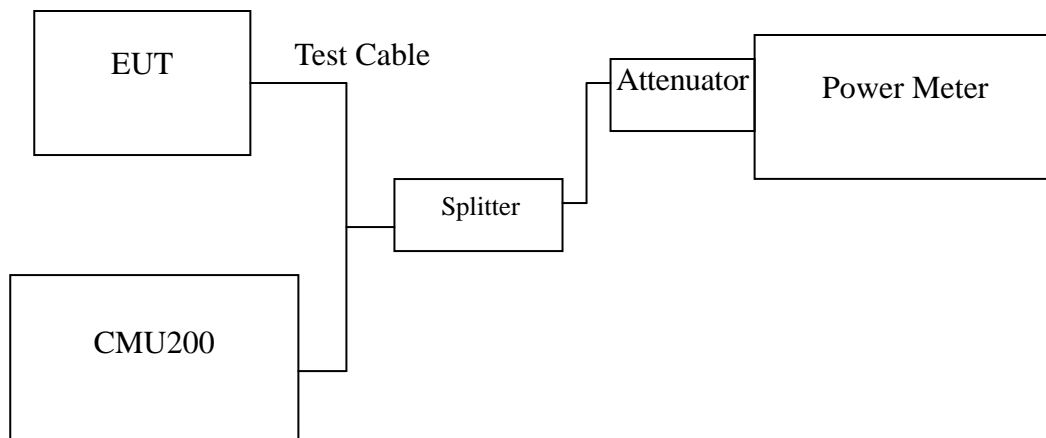 EUT
Test Cable
Attenuator
Power Meter
Splitter
CMU200